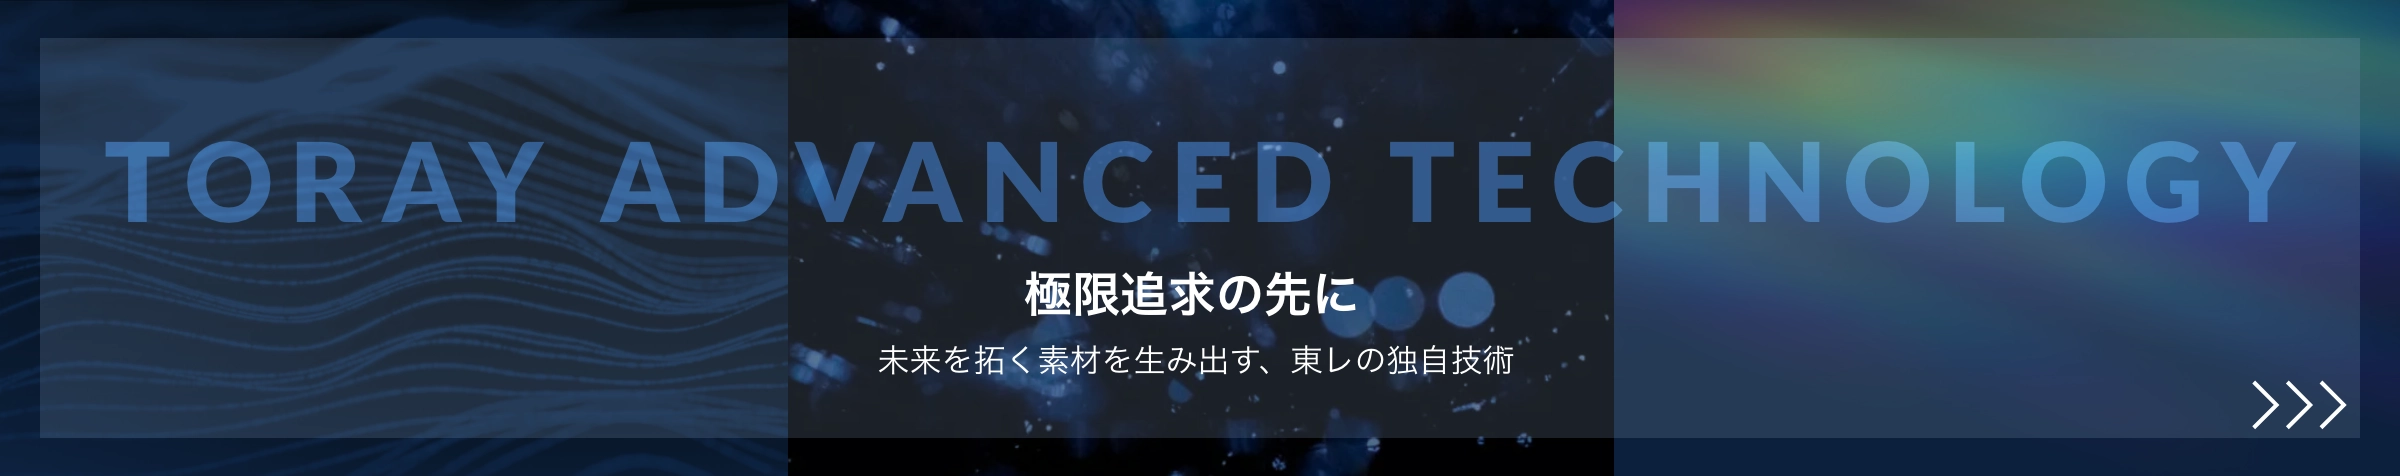 TORAY ADVANCED TECHNOLOGY
極限追求の先に
未来を拓く素材を生み出す、東レの独自技術